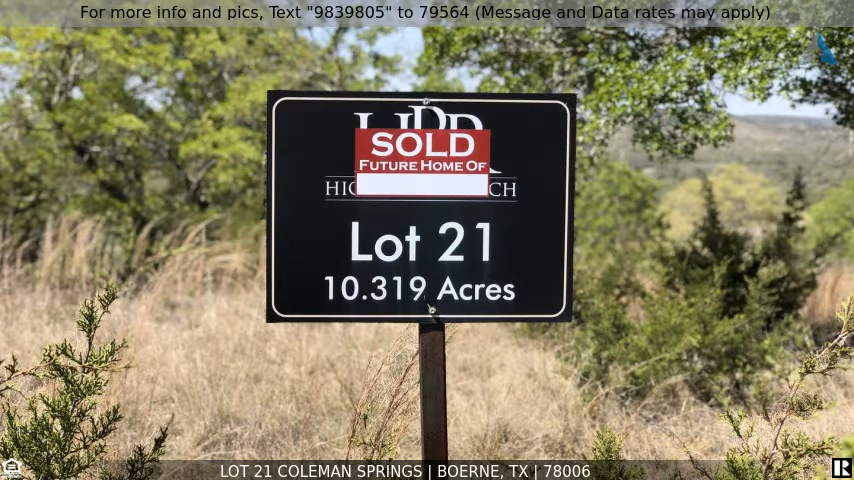 For more info and pics, Text "9839805" to 79564 (Message and Data rates may apply)
SOLD
FUTURE HOME OF
Lot 21
10.319 Acres
LOT 21 COLEMAN SPRINGS | BOERNE, TX | 78006